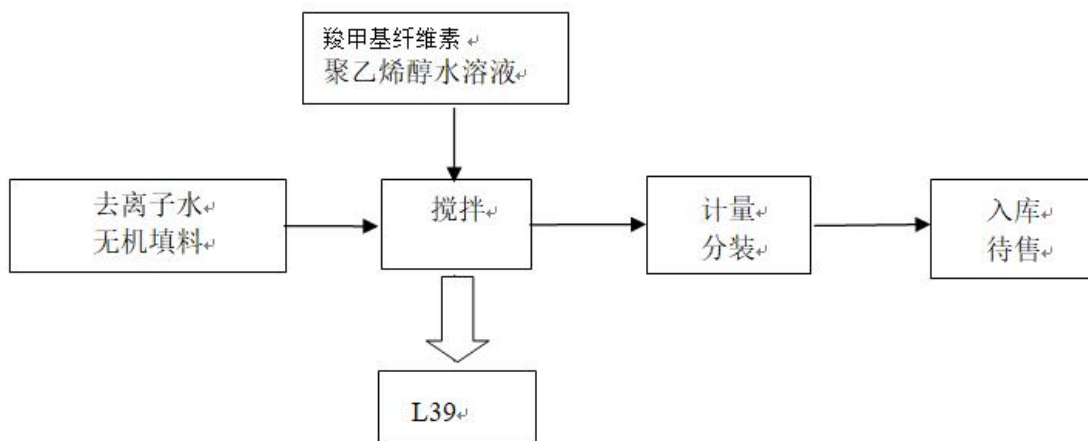 羧甲基纤维素
聚乙烯醇水溶液
去离子水
无机填料
搅拌
计量
分装
入库
待售
L39